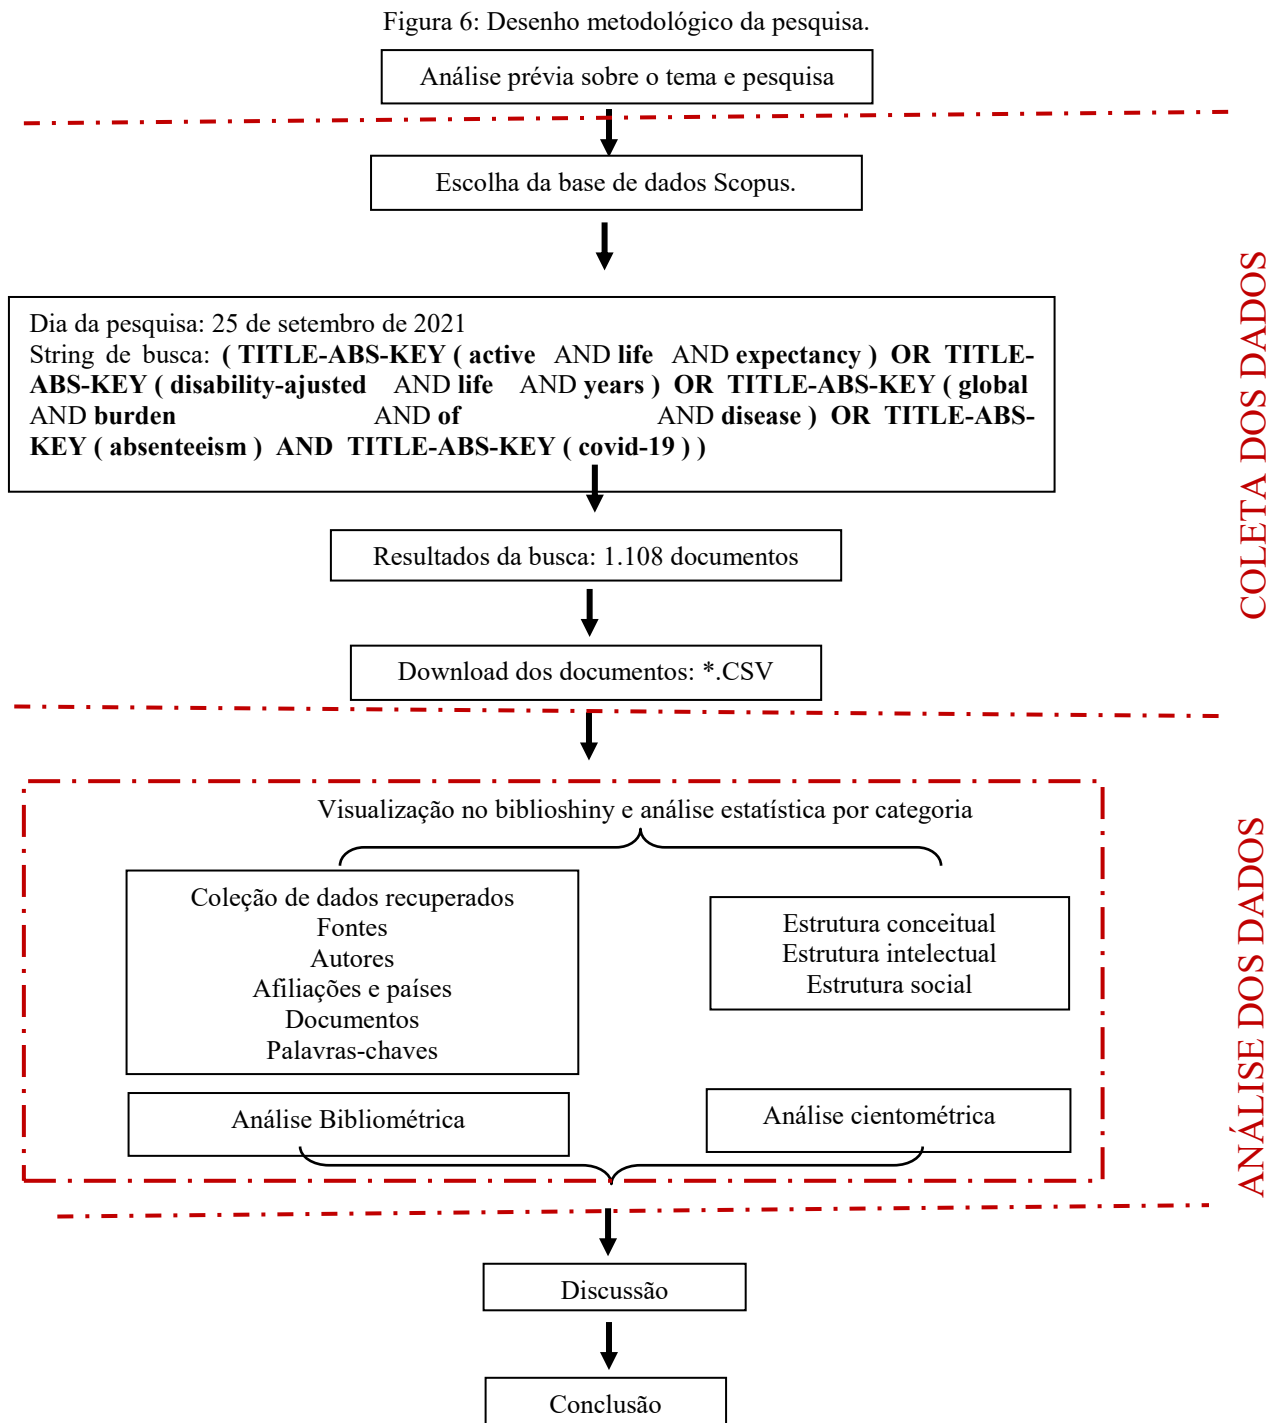 Figura 6: Desenho metodológico da pesquisa.
Análise prévia sobre o tema e pesquisa
Escolha da base de dados Scopus.
Dia da pesquisa: 25 de setembro de 2021
String de busca: ( TITLE-ABS-KEY ( active AND life AND expectancy ) OR TITLE-
ABS-KEY ( disability-ajusted AND life AND years ) OR TITLE-ABS-KEY ( global
AND burden AND of AND disease ) OR TITLE-ABS-
KEY ( absenteeism ) AND TITLE-ABS-KEY ( covid-19 ) )
Resultados da busca: 1.108 documentos
Download dos documentos: *.CSV
COLETA DOS DADOS
Visualização no biblioshiny e análise estatística por categoria
Coleção de dados recuperados
Fontes
Autores
Afiliações e países
Documentos
Palavras-chaves
Estrutura conceitual
Estrutura intelectual
Estrutura social
Análise Bibliométrica
Análise cientométrica
ANÁLISE DOS DADOS
Discussão
Conclusão